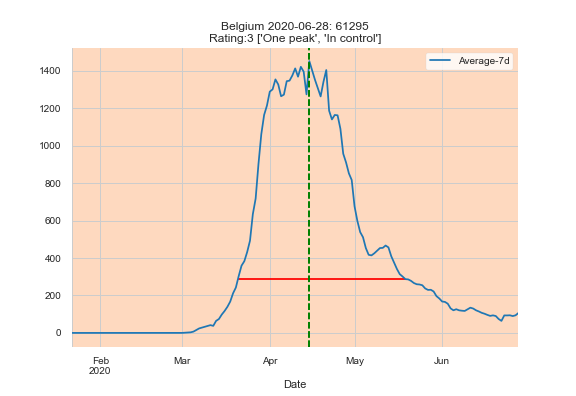 Belgium 2020-06-28: 61295
Rating:3 ['One peak', 'In control']
Average-7d
1400
1200
1000
800
600
400
200
0
Feb Mar Apr May Jun
2020
Date